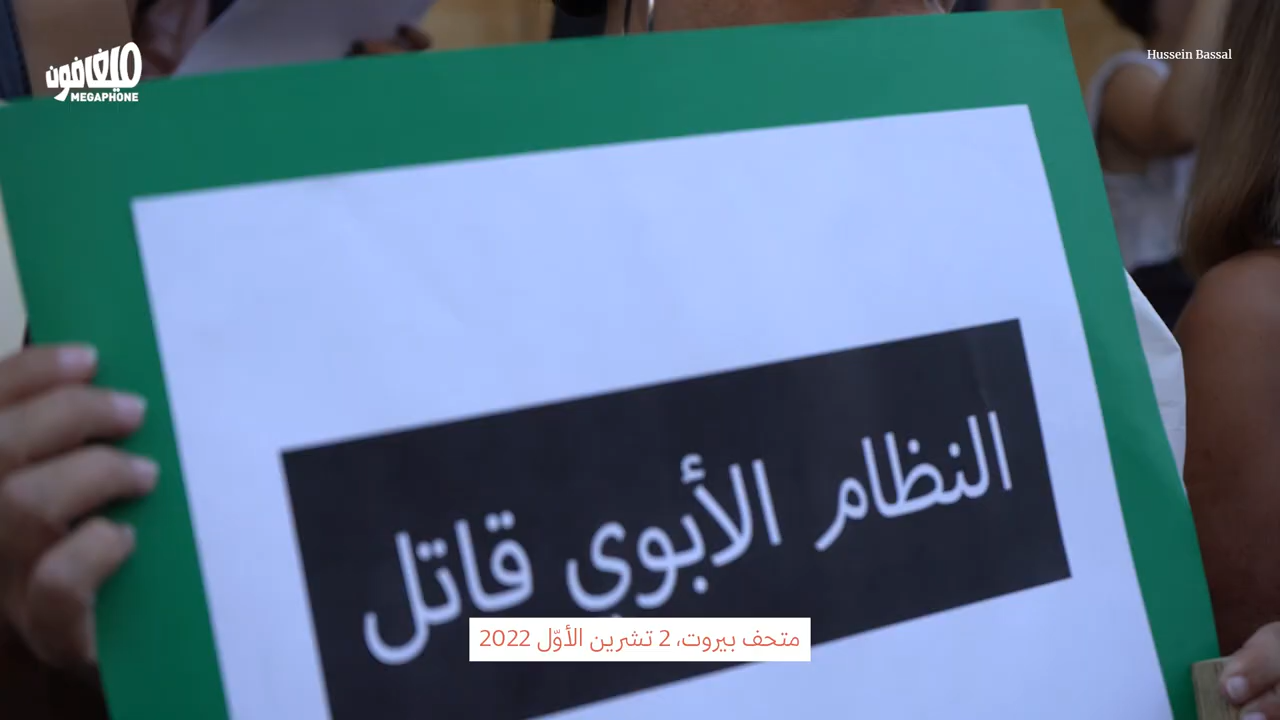 ميغافون
MEGAPHONE
Hussein Bassal
النظام الأبوي قاتل
متحف بيروت، 2 تشرين الأوّل 2022